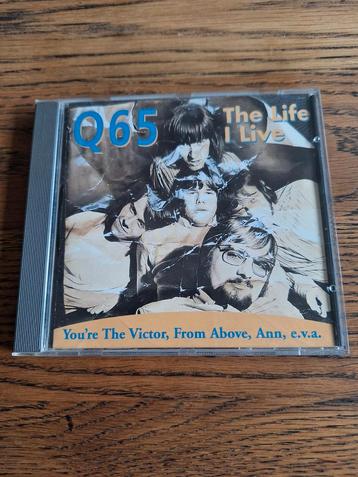 Q65
The Life
I Live
You're The Victor, From Above, Ann, e.v.a.